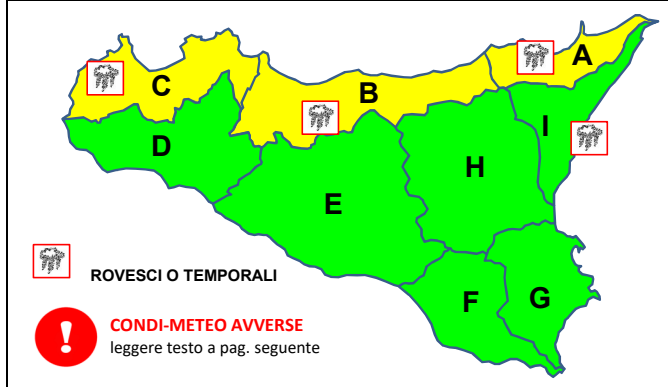 A
C
B
I
D
H
E
ROVESCI O TEMPORALI
F
G
!
CONDI-METEO AVVERSE
leggere testo a pag. seguente